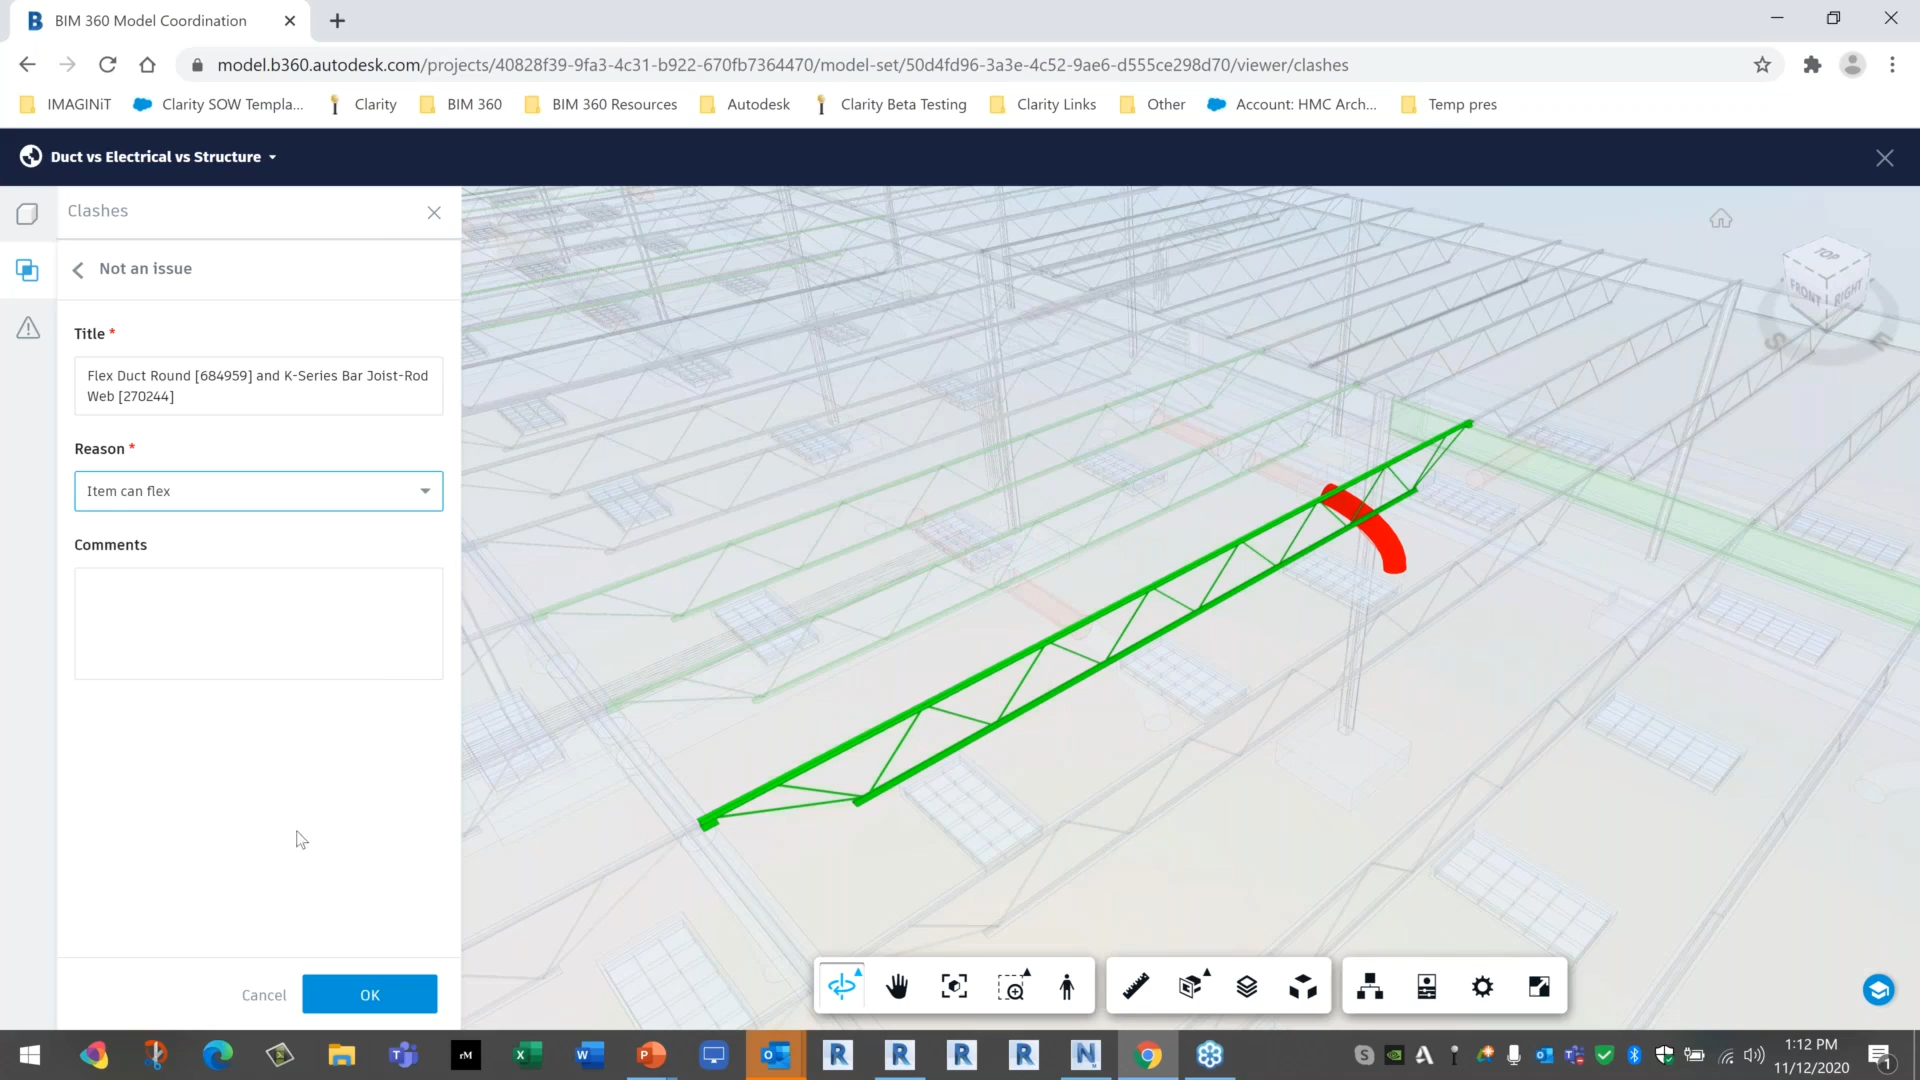 BIM 360 Model Coordination
model.b360.autodesk.com/projects/40828f39-9fa3-4c31-b922-670fb7364470/model-set/50d4fd96-3a3e-4c52-9ae6-d555ce298d70/viewer/clashes
IMAGINiT Clarity SOW Templa... Clarity BIM 360 BIM 360 Resources Autodesk Clarity Beta Testing Clarity Links Other Account: HMC Arch... Temp pres
Duct vs Electrical vs Structure
Clashes
Not an issue
Title *
Flex Duct Round [684959] and K-Series Bar Joist-Rod
Web [270244]
Reason *
Item can flex
Comments
Cancel OK
TOP
FRONT RIGHT
S
1:12 PM
11/12/2020
1